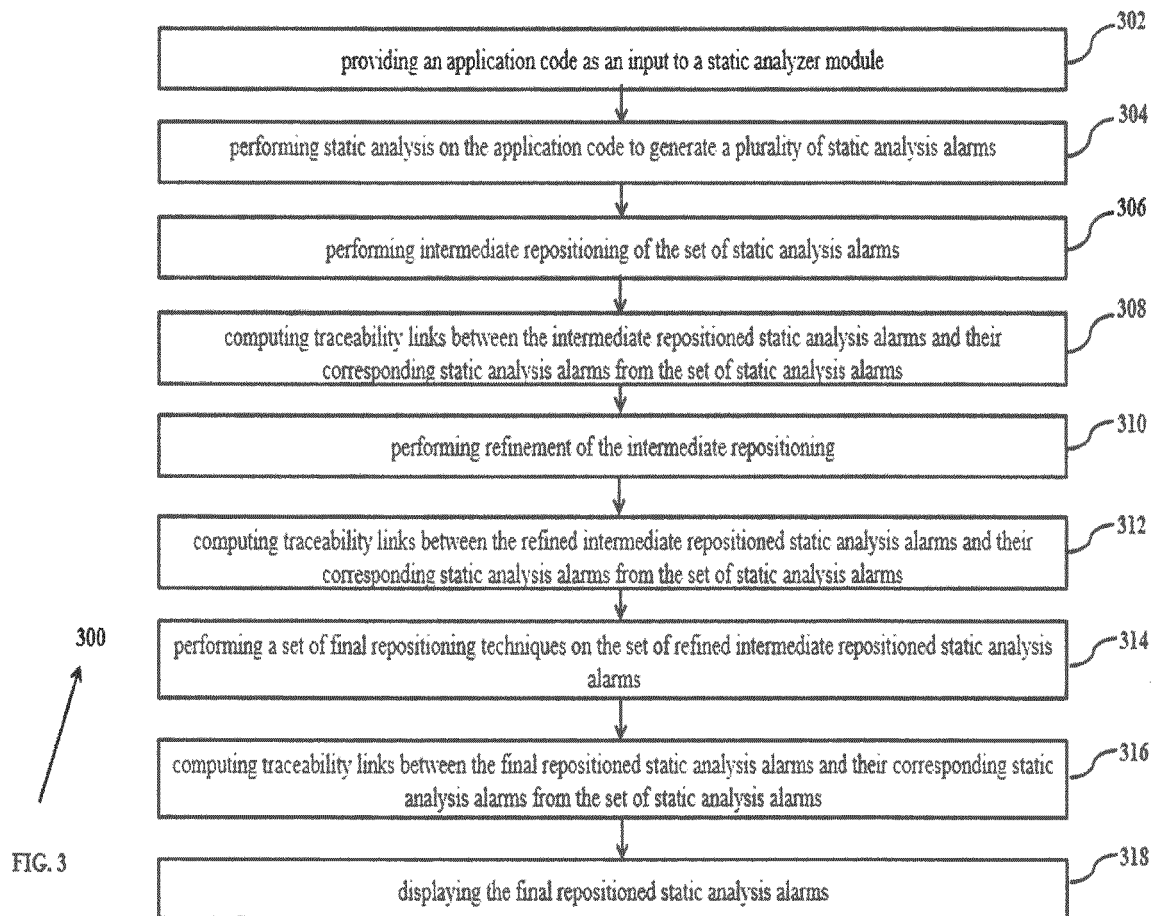 302
providing an application code as an input to a static analyzer module
304
performing static analysis on the application code to generate a plurality of static analysis alarms
306
performing intermediate repositioning of the set of static analysis alarms
308
computing traceability links between the intermediate repositioned static analysis alarms and their
corresponding static analysis alarms from the set of static analysis alarms
310
performing refinement of the intermediate repositioning
312
computing traceability links between the refined intermediate repositioned static analysis alarms and their
corresponding static analysis alarms from the set of static analysis alarms
300
314
performing a set of final repositioning techniques on the set of refined intermediate repositioned static analysis
alarms
316
computing traceability links between the final repositioned static analysis alarms and their corresponding static
analysis alarms from the set of static analysis alarms
FIG. 3
318
displaying the final repositioned static analysis alarms